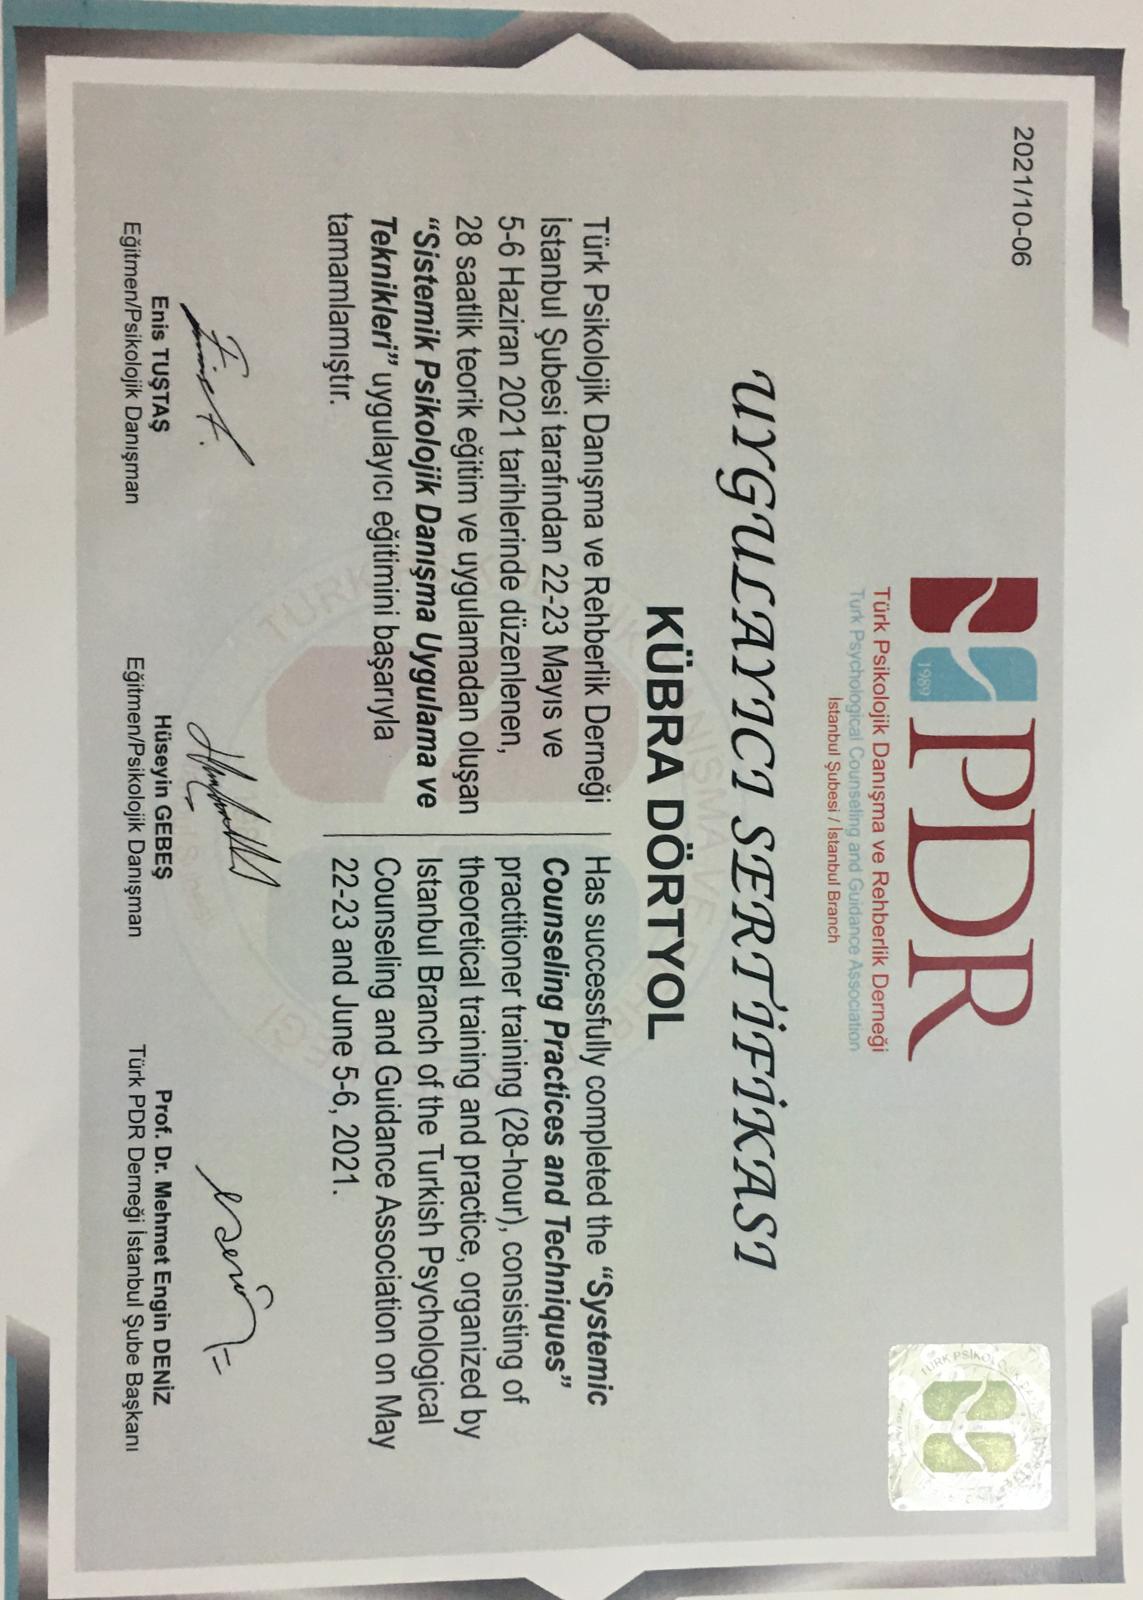 2021/10-06
1989
PDR
Türk Psikolojik Danışma ve Rehberlik Derneği
Turk Psychological Counseling and Guidance Association
İstanbul Şubesi / İstanbul Branch
UYGULAYICI SERTİFİKASI
KÜBRA DÖRTYOL
Türk Psikolojik Danışma ve Rehberlik Derneği
İstanbul Şubesi tarafından 22-23 Mayıs ve
5-6 Haziran 2021 tarihlerinde düzenlenen,
28 saatlik teorik eğitim ve uygulamadan oluşan
“Sistemik Psikolojik Danışma Uygulama ve
Teknikleri” uygulayıcı eğitimini başarıyla
tamamlamıştır.
Has successfully completed the “Systemic
Counseling Practices and Techniques”
practitioner training (28-hour), consisting of
theoretical training and practice, organized by
Istanbul Branch of the Turkish Psychological
Counseling and Guidance Association on May
22-23 and June 5-6, 2021.
Enis TUŞTAŞ
Eğitmen/Psikolojik Danışman
Hüseyin GEBEŞ
Eğitmen/Psikolojik Danışman
Prof. Dr. Mehmet Engin DENİZ
Türk PDR Derneği İstanbul Şube Başkanı
TÜRK PSİKOLOJİK